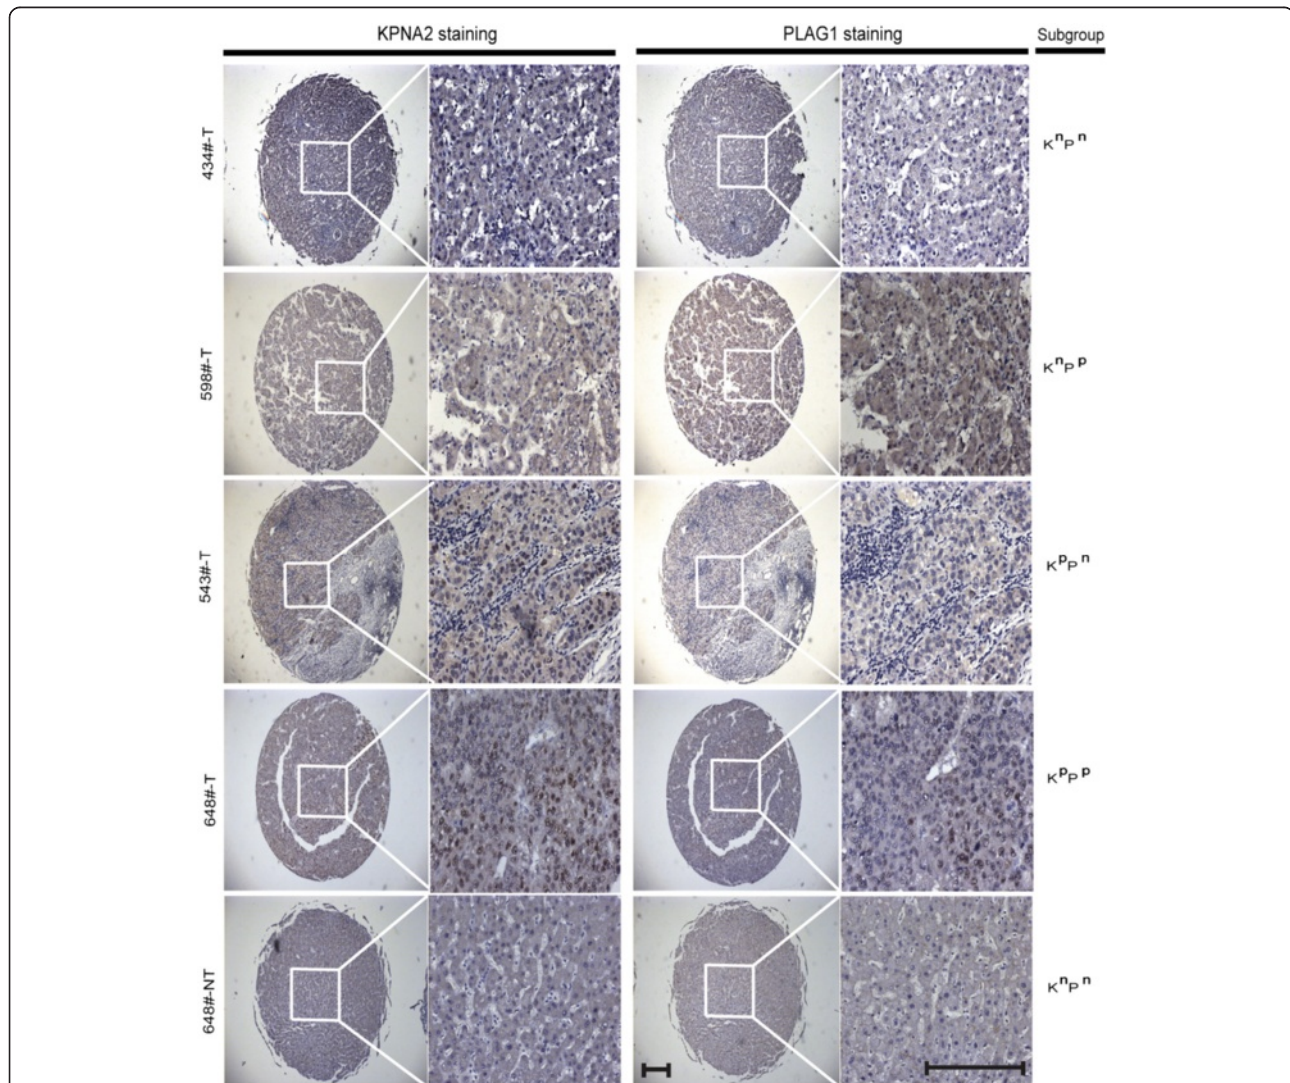 KPNA2 staining PLAG1 staining Subgroup
434#-T KⁿPⁿ
598#-T KⁿPᵖ
543#-T KᵖPⁿ
648#-T KᵖPᵖ
648#-NT KⁿPⁿ